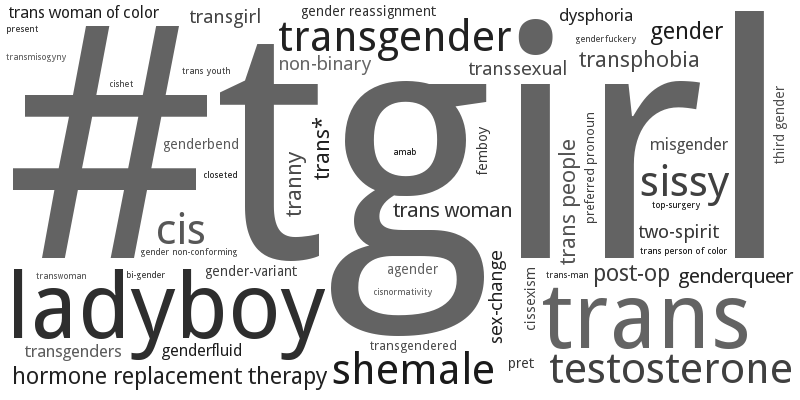 trans woman of color
transgirl
gender reassignment
dysphoria
present
transgender
genderfuckery
gender
transmisogyny
trans youth
non-binary
transsexual
transphobia
cishet
#tgirl
third gender
genderbend
trans*
amab
femboy
misgender
closeted
tranny
trans people
preferred pronoun
sissy
top-surgery
cis
trans woman
two-spirit
gender non-conforming
trans person of color
transwoman
bi-gender
gender-variant
agender
sex-change
cissexism
trans-man
post-op
genderqueer
ladyboy
cisnormativity
trans
transgenders
genderfluid
transgendered
hormone replacement therapy
shemale
pret
testosterone